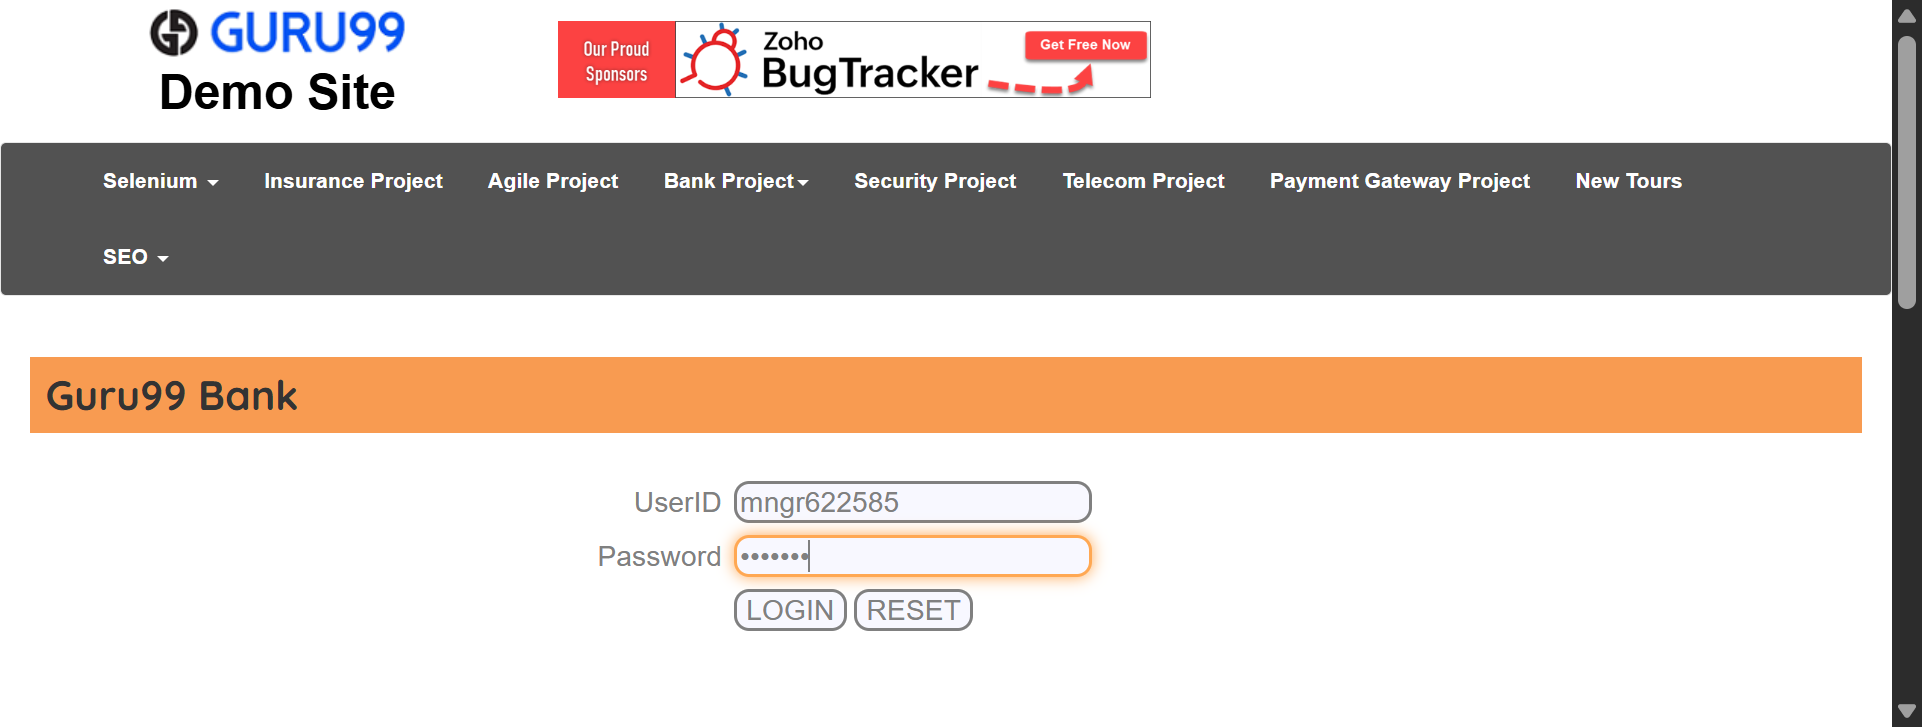 GURU99
Demo Site
Our Proud
Sponsors
Zoho
BugTracker
Get Free Now
Selenium Insurance Project Agile Project Bank Project Security Project Telecom Project Payment Gateway Project New Tours
SEO
Guru99 Bank
UserID mngr622585
Password •••••••
LOGIN RESET